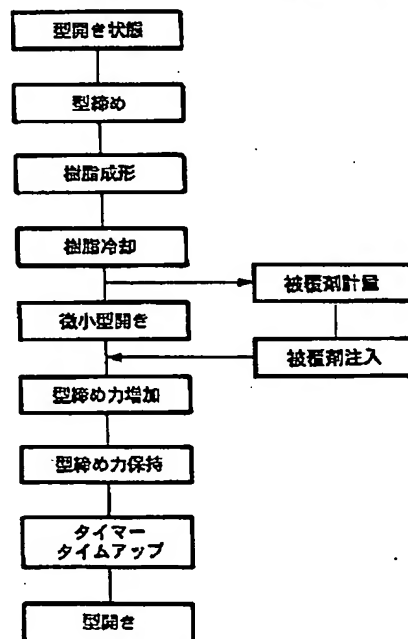 型開き状態
型締め
樹脂成形
樹脂冷却
被覆剤計量
微小型開き
被覆剤注入
型締め力増加
型締め力保持
タイマー
タイムアップ
型開き